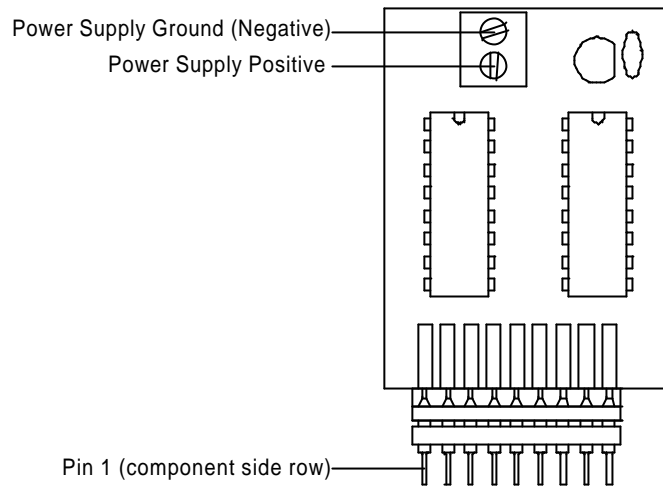 Power Supply Ground (Negative)
Power Supply Positive
Pin 1 (component side row)